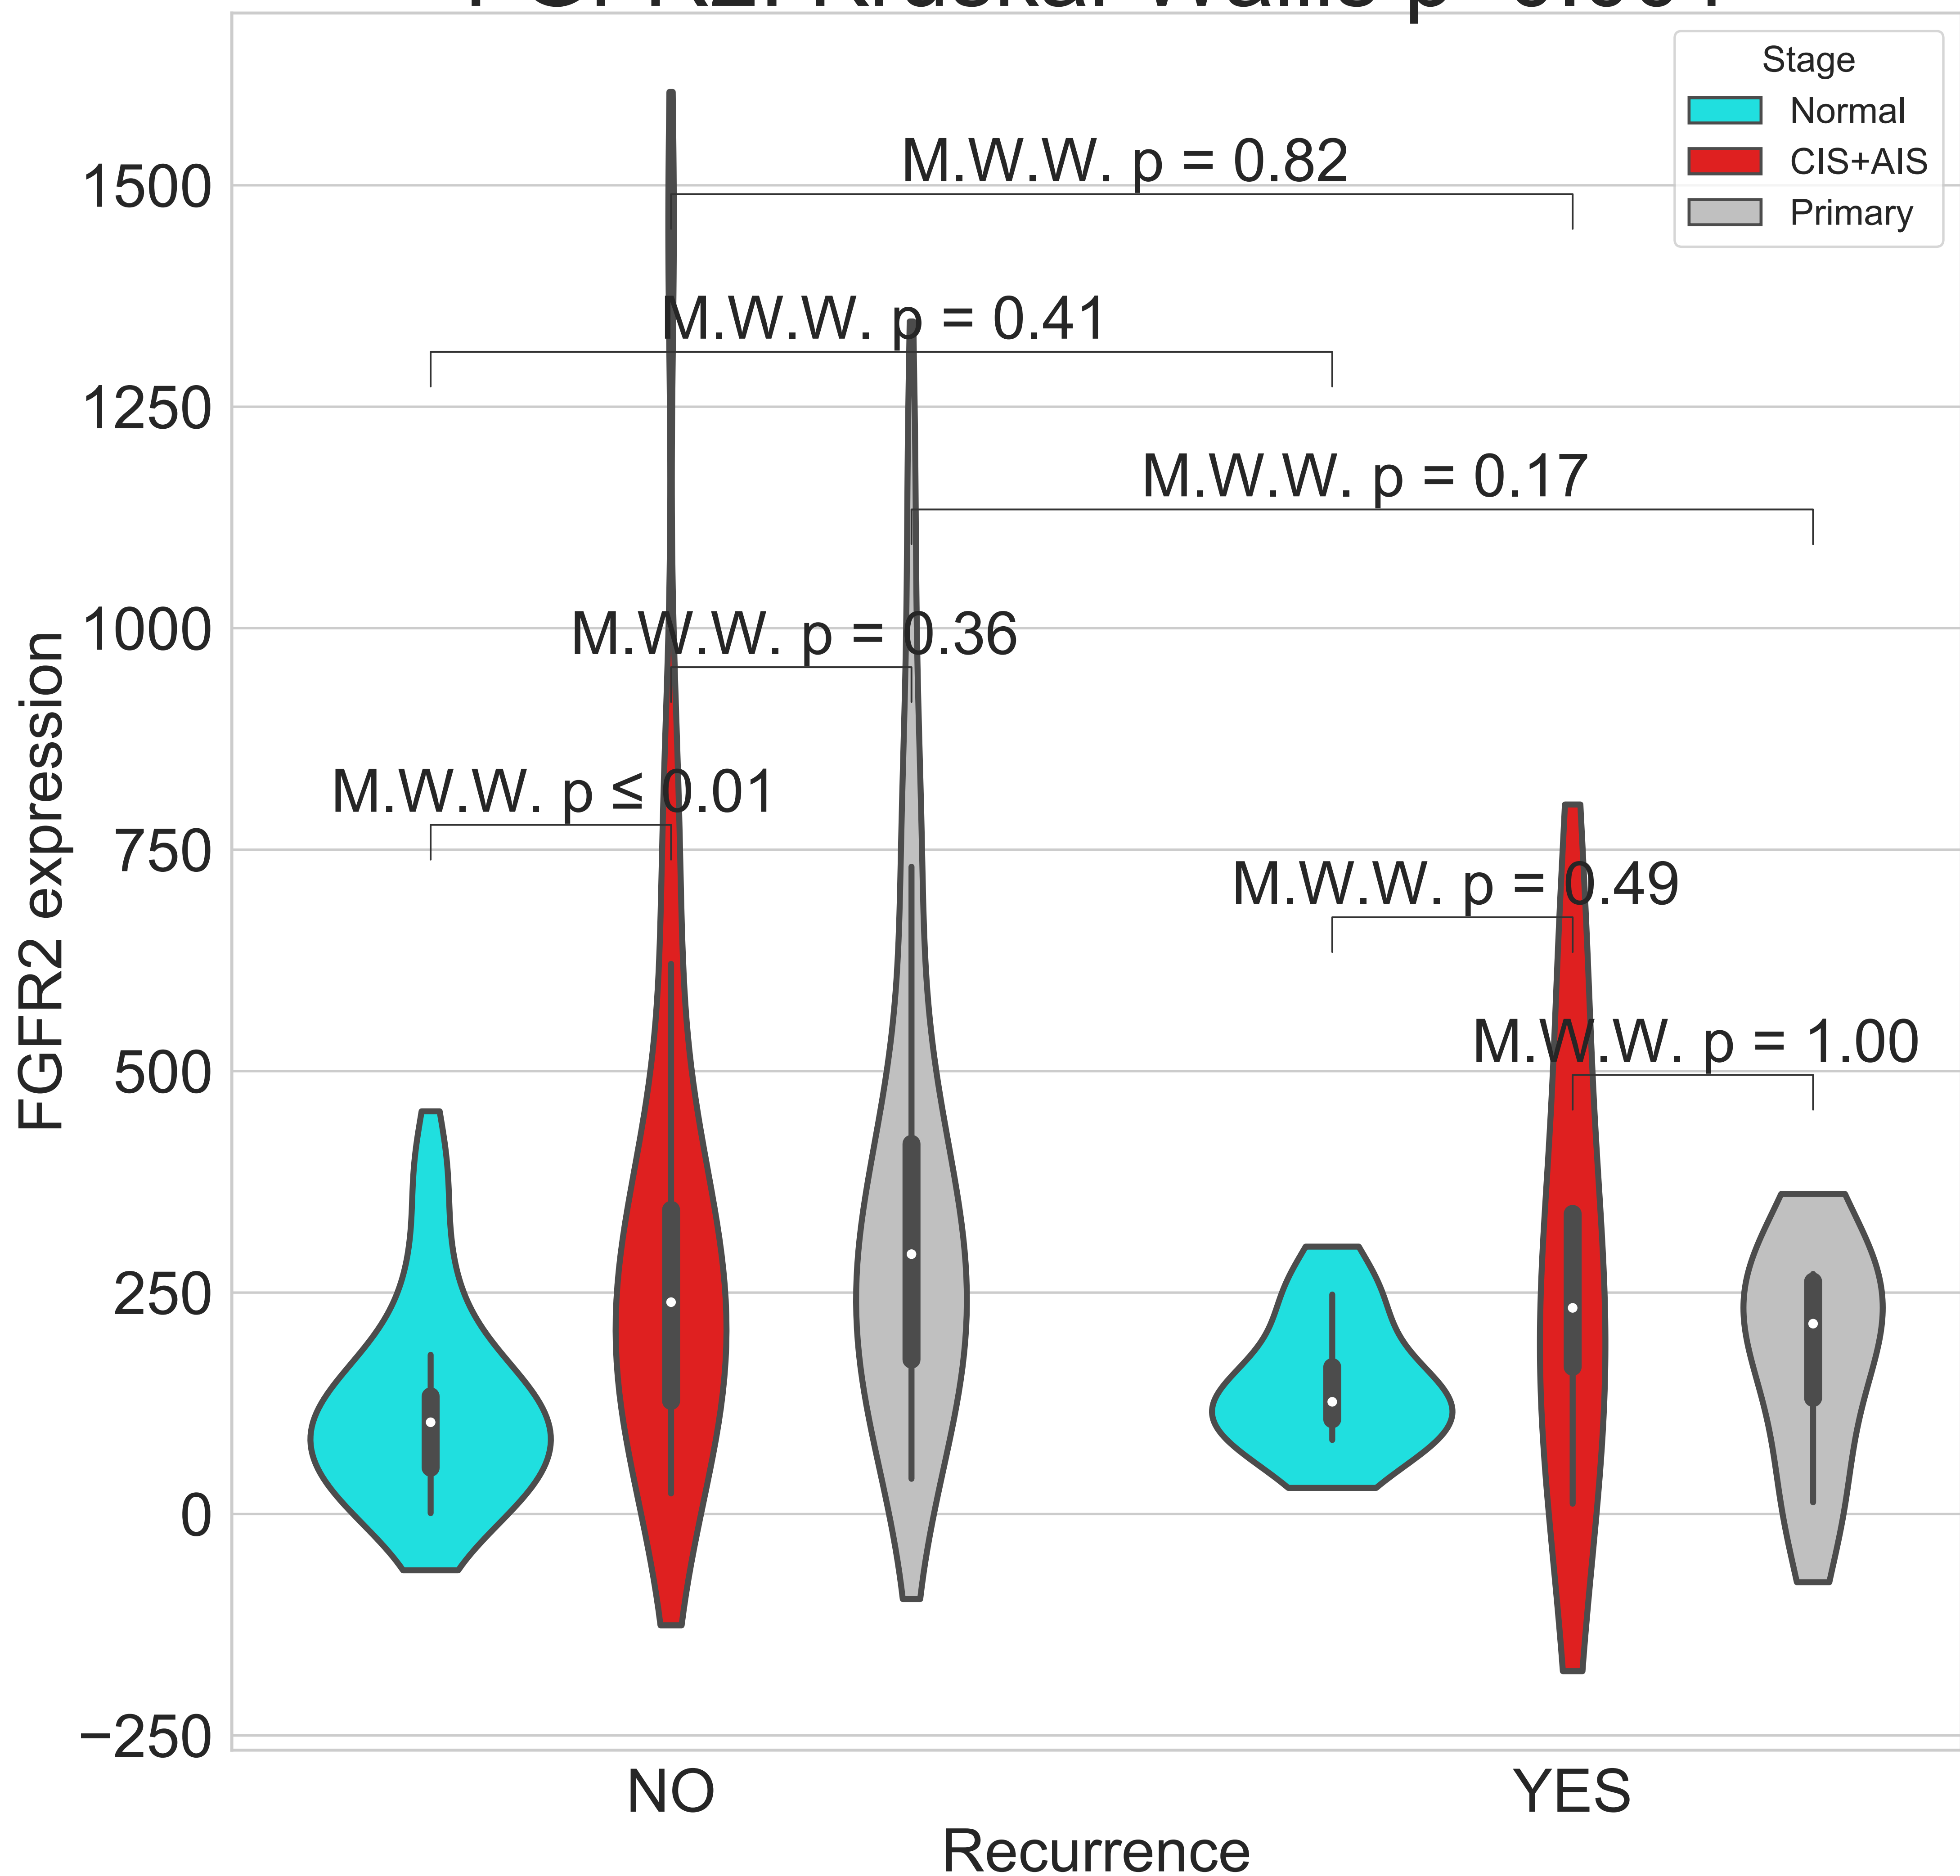 Stage
Normal
CIS+AIS
Primary
M.W.W. p = 0.82
M.W.W. p = 0.41
M.W.W. p = 0.17
M.W.W. p = 0.36
M.W.W. p ≤ 0.01
M.W.W. p = 0.49
M.W.W. p = 1.00
FGFR2 expression
1500
1250
1000
750
500
250
0
−250
NO
YES
Recurrence